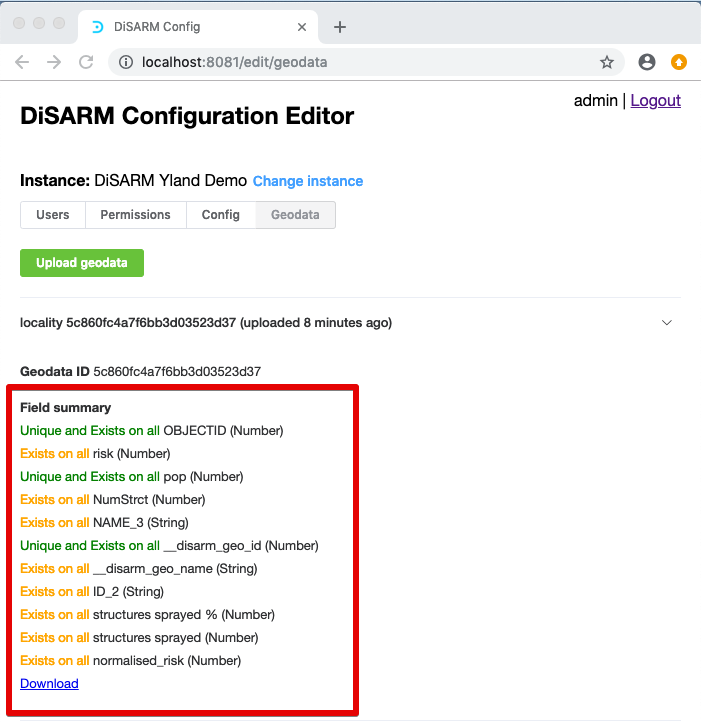 DiSARM Config
localhost:8081/edit/geodata
admin | Logout
DiSARM Configuration Editor
Instance: DiSARM Yland Demo Change instance
Users Permissions Config Geodata
Upload geodata
locality 5c860fc4a7f6bb3d03523d37 (uploaded 8 minutes ago)
Geodata ID 5c860fc4a7f6bb3d03523d37
Field summary
Unique and Exists on all OBJECTID (Number)
Exists on all risk (Number)
Unique and Exists on all pop (Number)
Exists on all NumStrct (Number)
Exists on all NAME_3 (String)
Unique and Exists on all __disarm_geo_id (Number)
Exists on all __disarm_geo_name (String)
Exists on all ID_2 (String)
Exists on all structures sprayed % (Number)
Exists on all structures sprayed (Number)
Exists on all normalised_risk (Number)
Download